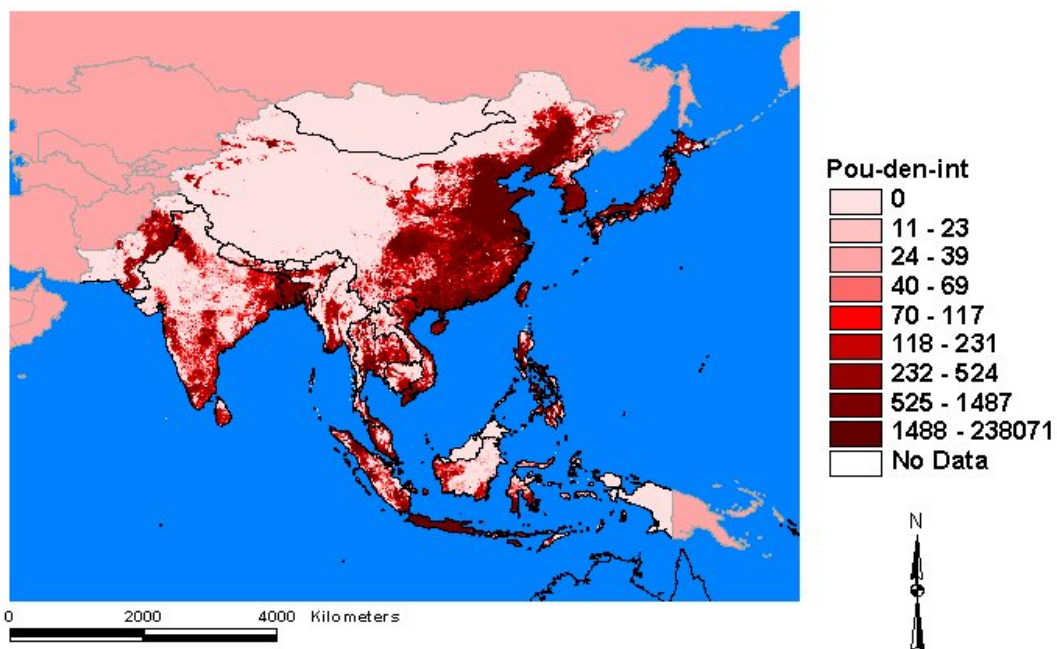 Pou-den-int
0
11 - 23
24 - 39
40 - 69
70 - 117
118 - 231
232 - 524
525 - 1487
1488 - 238071
No Data
N
0 2000 4000 Kilometers